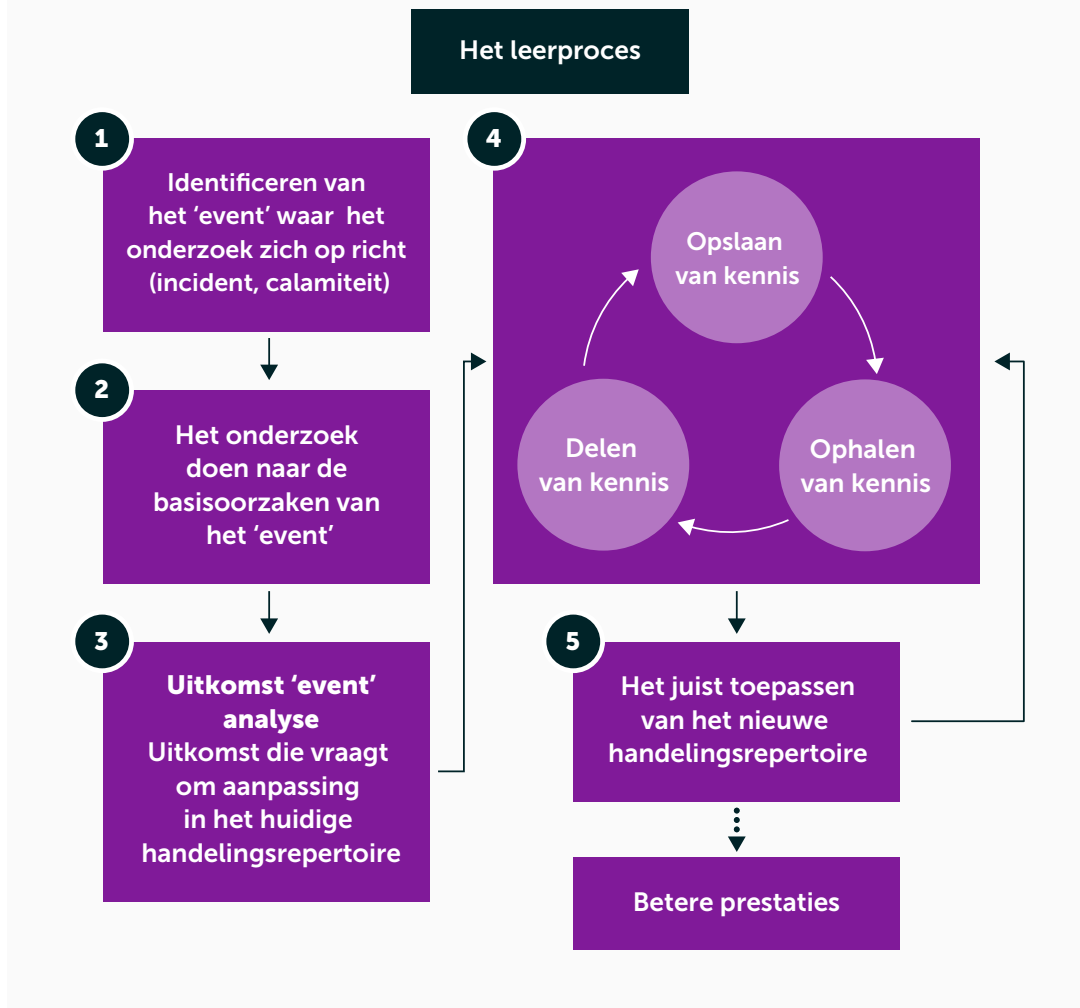 Het leerproces
1
Identificeren van
het ‘event’ waar het
onderzoek zich op richt
(incident, calamiteit)
2
Het onderzoek
doen naar de
basisoorzaken van
het ‘event’
3
Uitkomst ‘event’
analyse
Uitkomst die vraagt
om aanpassing
in het huidige
handelingsrepertoire
4
Opslaan
van kennis
Ophalen
van kennis
Delen
van kennis
5
Het juist toepassen
van het nieuwe
handelingsrepertoire
Betere prestaties